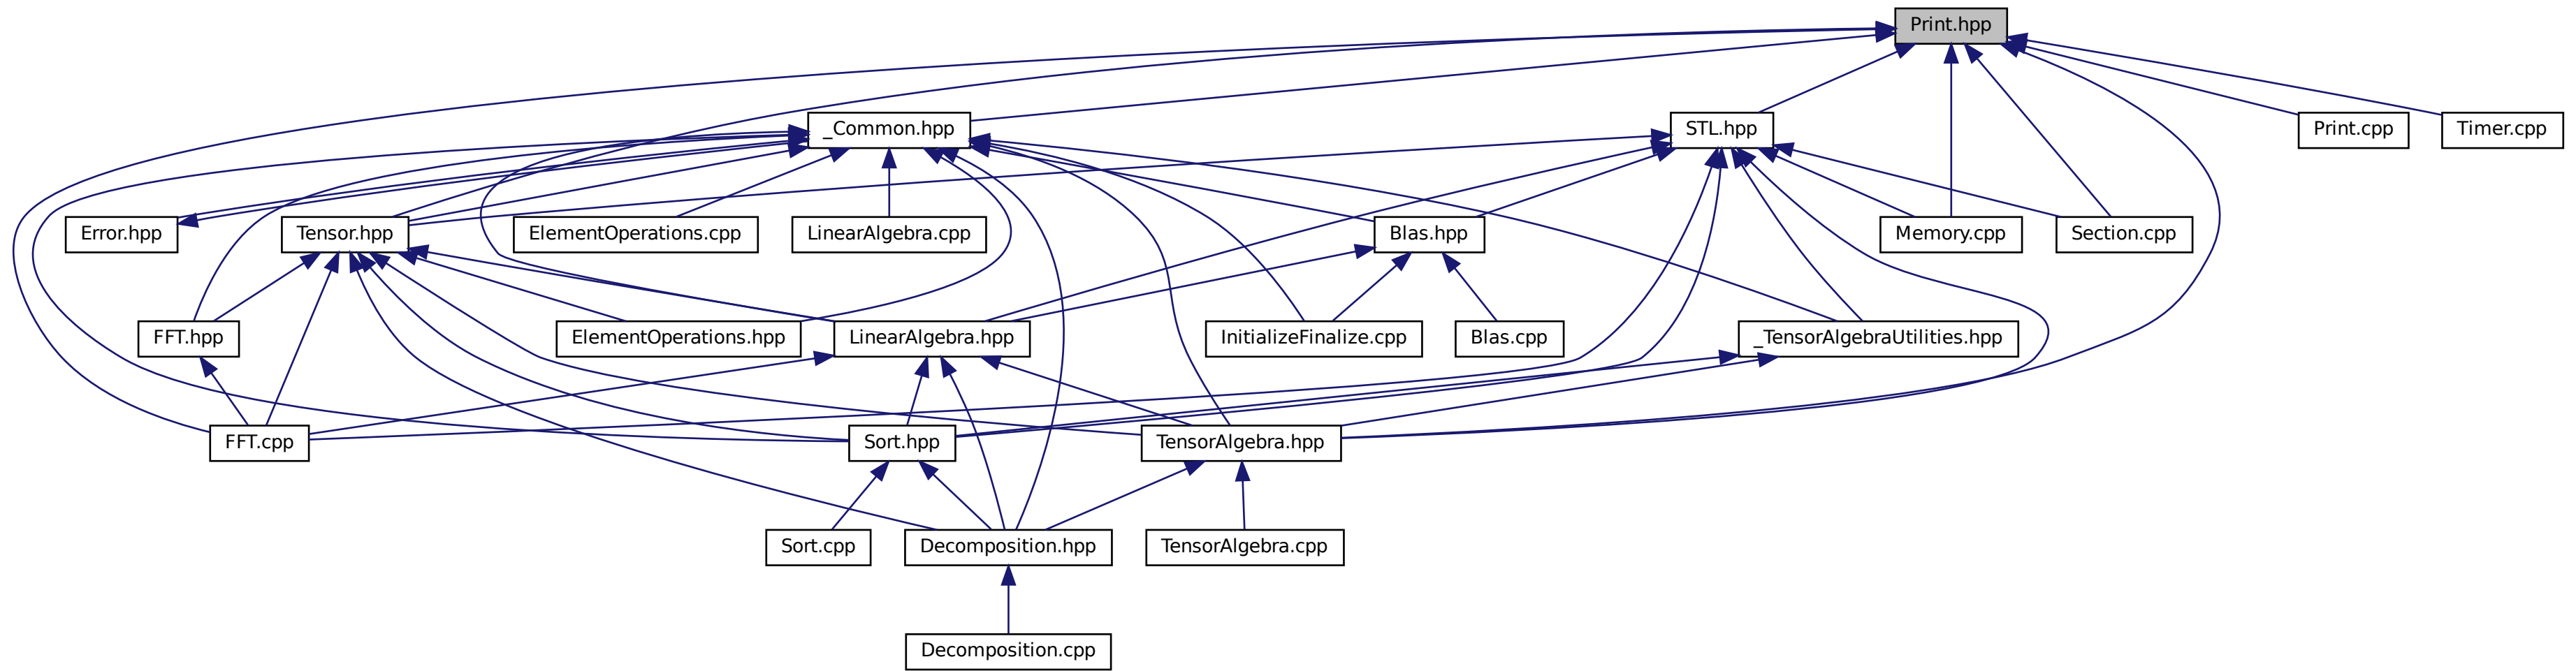 Print.hpp
_Common.hpp
STL.hpp
Print.cpp
Timer.cpp
Error.hpp
Tensor.hpp
ElementOperations.cpp
LinearAlgebra.cpp
Blas.hpp
Memory.cpp
Section.cpp
FFT.hpp
ElementOperations.hpp
LinearAlgebra.hpp
InitializeFinalize.cpp
Blas.cpp
_TensorAlgebraUtilities.hpp
FFT.cpp
Sort.hpp
TensorAlgebra.hpp
Sort.cpp
Decomposition.hpp
TensorAlgebra.cpp
Decomposition.cpp